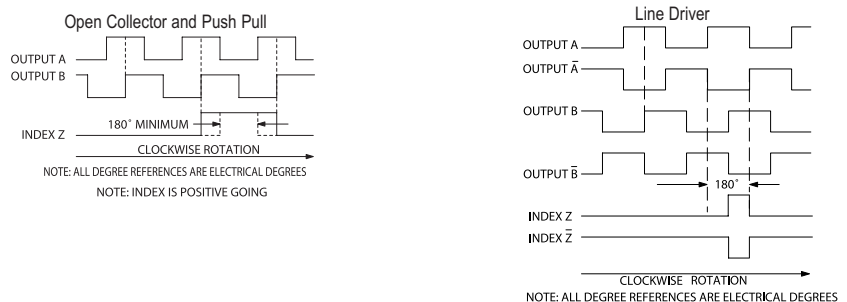 Open Collector and Push Pull
OUTPUT A
OUTPUT B
180° MINIMUM
INDEX Z
CLOCKWISE ROTATION
NOTE: ALL DEGREE REFERENCES ARE ELECTRICAL DEGREES
NOTE: INDEX IS POSITIVE GOING
Line Driver
OUTPUT A
OUTPUT A̅
OUTPUT B
OUTPUT B̅
180°
INDEX Z
INDEX Z̅
CLOCKWISE ROTATION
NOTE: ALL DEGREE REFERENCES ARE ELECTRICAL DEGREES